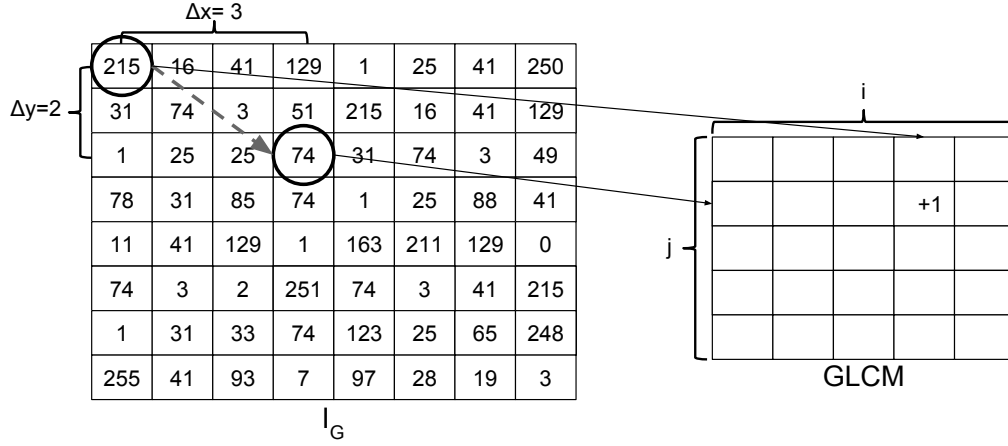 Δx= 3
215 16 41 129 1 25 41 250
Δy=2
31 74 3 51 215 16 41 129
i
1 25 25 74 31 74 3 49
78 31 85 74 1 25 88 41
+1
11 41 129 1 163 211 129 0
j
74 3 2 251 74 3 41 215
1 31 33 74 123 25 65 248
255 41 93 7 97 28 19 3
GLCM
I_G